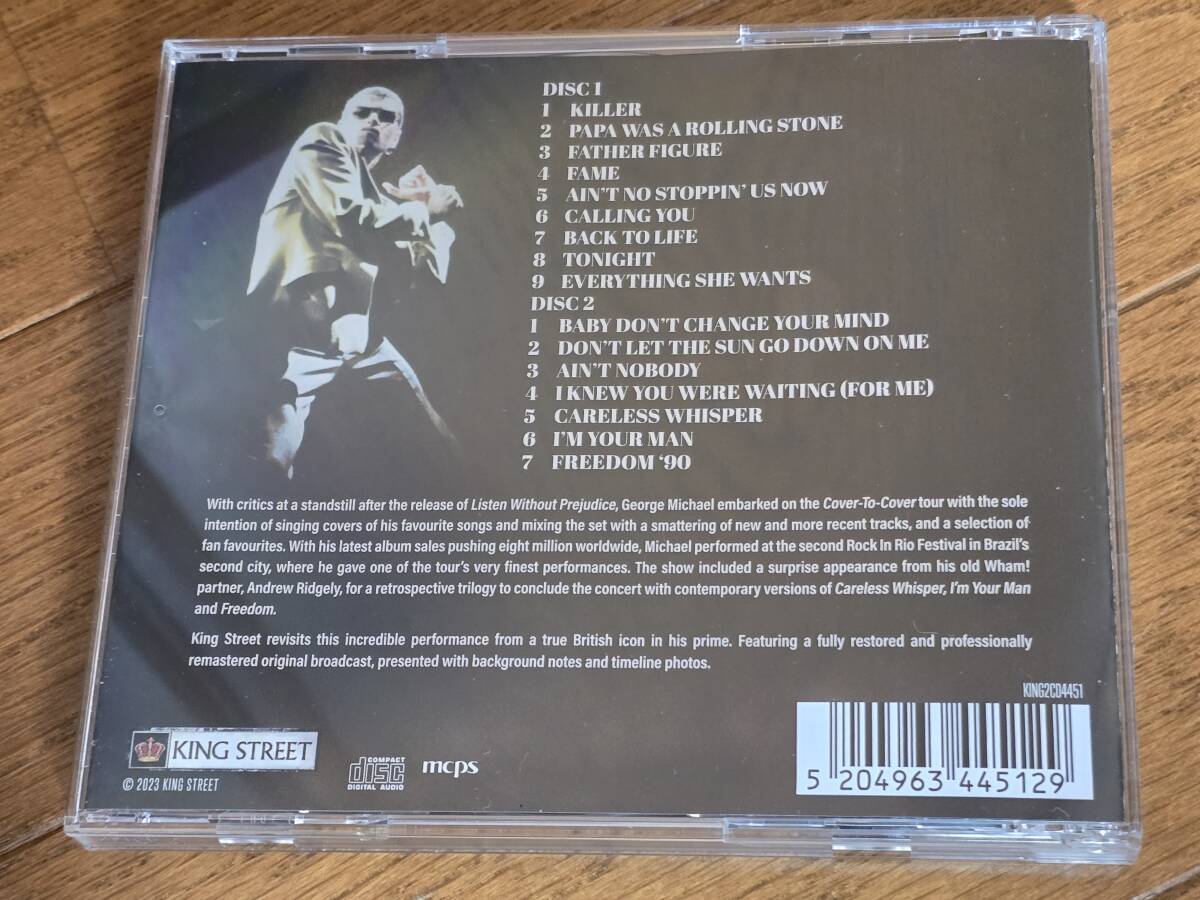 DISC 1
1 KILLER
2 PAPA WAS A ROLLING STONE
3 FATHER FIGURE
4 FAME
5 AIN'T NO STOPPIN' US NOW
6 CALLING YOU
7 BACK TO LIFE
8 TONIGHT
9 EVERYTHING SHE WANTS
DISC 2
1 BABY DON'T CHANGE YOUR MIND
2 DON'T LET THE SUN GO DOWN ON ME
3 AIN'T NOBODY
4 I KNEW YOU WERE WAITING (FOR ME)
5 CARELESS WHISPER
6 I'M YOUR MAN
7 FREEDOM '90
With critics at a standstill after the release of Listen Without Prejudice, George Michael embarked on the Cover-To-Cover tour with the sole
intention of singing covers of his favourite songs and mixing the set with a smattering of new and more recent tracks, and a selection of
fan favourites. With his latest album sales pushing eight million worldwide, Michael performed at the second Rock In Rio Festival in Brazil's
second city, where he gave one of the tour's very finest performances. The show included a surprise appearance from his old Wham!
partner, Andrew Ridgely, for a retrospective trilogy to conclude the concert with contemporary versions of Careless Whisper, I'm Your Man
and Freedom.
King Street revisits this incredible performance from a true British icon in his prime. Featuring a fully restored and professionally
remastered original broadcast, presented with background notes and timeline photos.
KING2CD4451
KING STREET
© 2023 KING STREET
COMPACT
disc
DIGITAL AUDIO
mcps
5 204963 445129